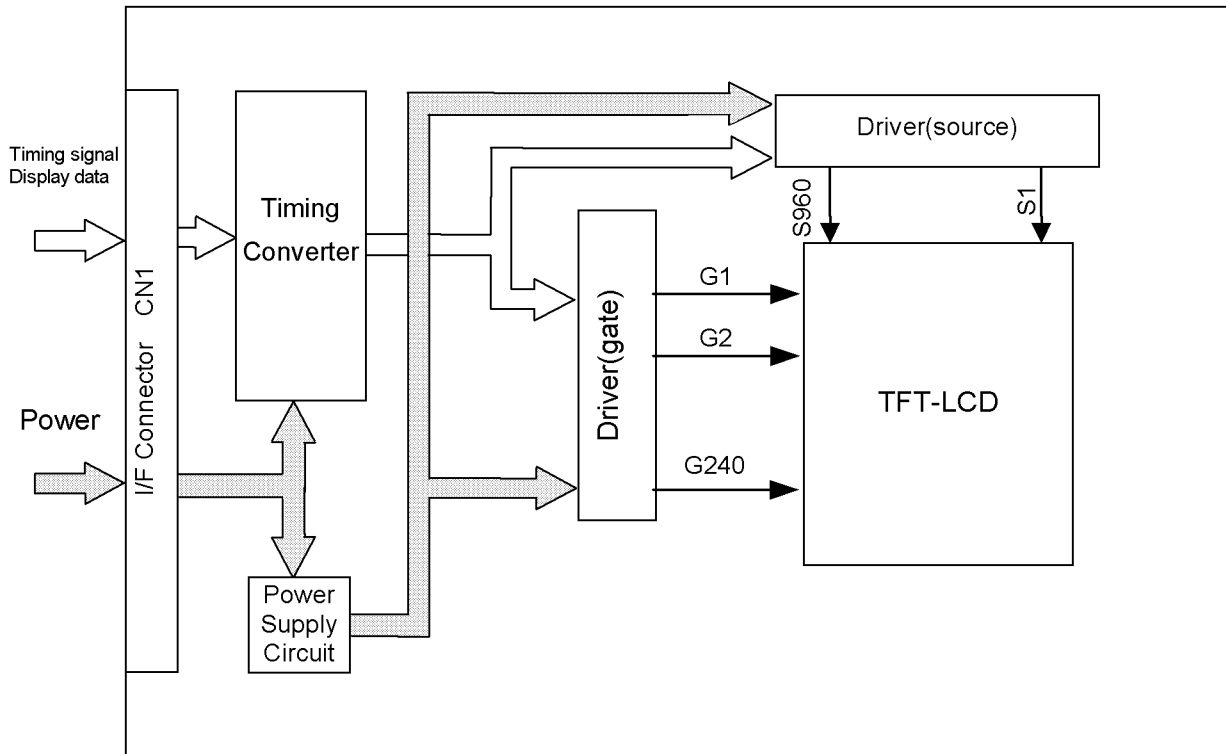 Timing signal
Display data
Power
I/F Connector CN1
Timing
Converter
Power
Supply
Circuit
Driver(source)
S960
S1
Driver(gate)
G1
G2
G240
TFT-LCD